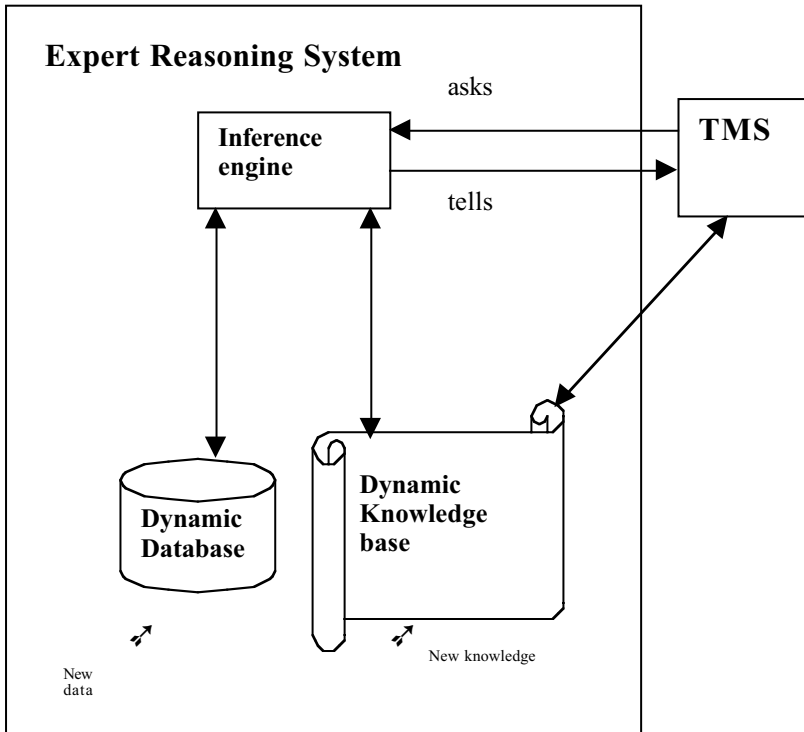 Expert Reasoning System
asks
Inference
engine
TMS
tells
Dynamic
Database
Dynamic
Knowledge
base
New knowledge
New
data